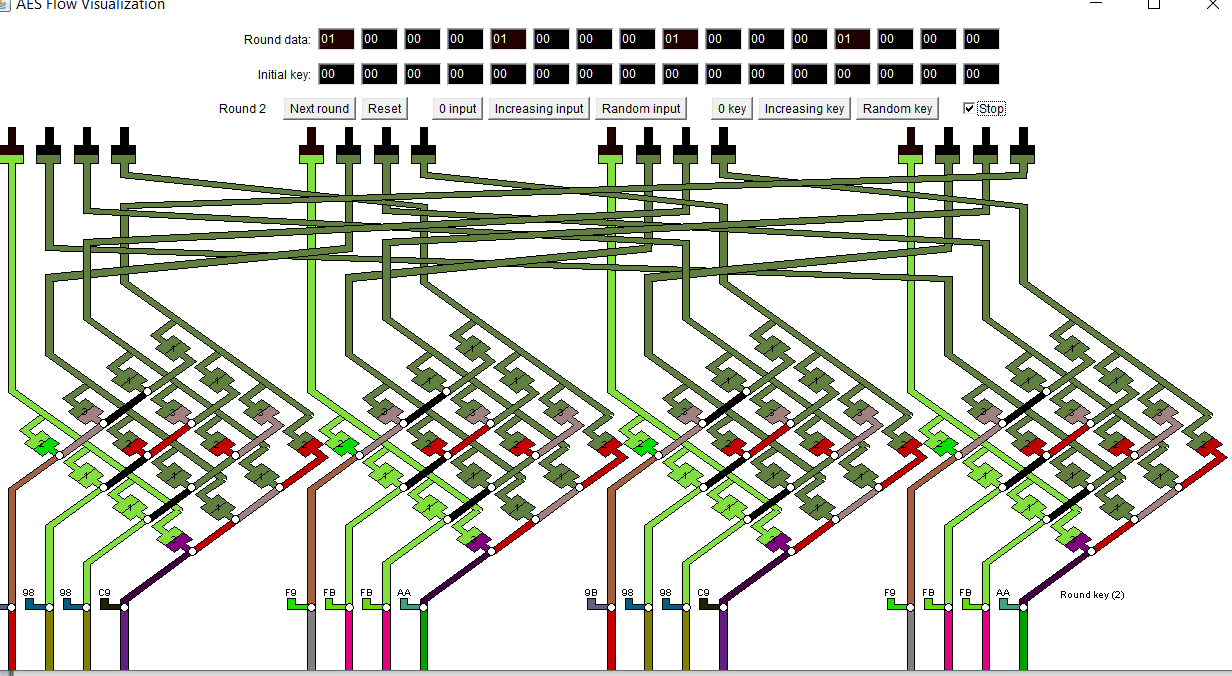 AES Flow Visualization
Round data: 01 00 00 00 01 00 00 00 01 00 00 00 01 00 00 00
Initial key: 00 00 00 00 00 00 00 00 00 00 00 00 00 00 00 00
Round 2 Next round Reset 0 input Increasing input Random input 0 key Increasing key Random key Stop
98 98 C9 F9 FB FB AA 9B 98 98 C9 F9 FB FB AA Round key (2)